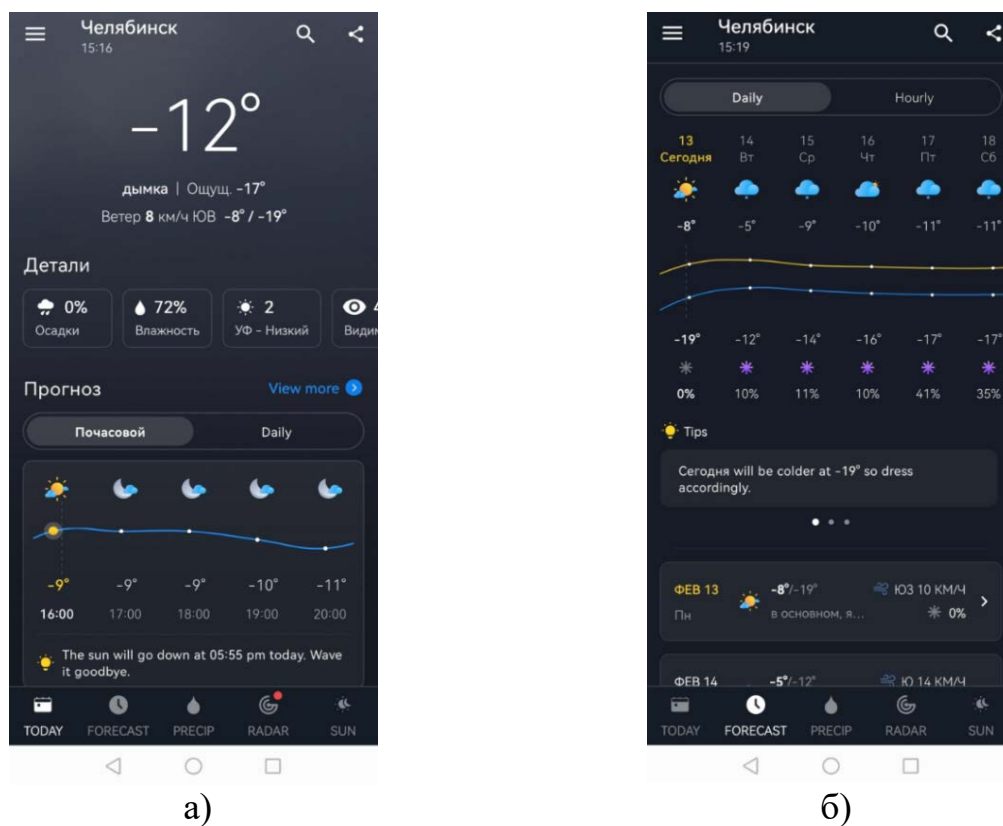 Челябинск
15:16
-12°
дымка | Ощущ. -17°
Ветер 8 км/ч ЮВ -8° / -19°
Детали
0% 72% 2 4
Осадки Влажность УФ - Низкий Видим
Прогноз View more
Почасовой Daily
-9° -9° -9° -10° -11°
16:00 17:00 18:00 19:00 20:00
The sun will go down at 05:55 pm today. Wave
it goodbye.
TODAY FORECAST PRECIP RADAR SUN
а)
Челябинск
15:19
Daily Hourly
13 14 15 16 17 18
Сегодня Вт Ср Чт Пт Сб
-8° -5° -9° -10° -11° -11°
-19° -12° -14° -16° -17° -17°
0% 10% 11% 10% 41% 35%
Tips
Сегодня will be colder at -19° so dress
accordingly.
ФЕВ 13 -8°/-19° ЮЗ 10 КМ/Ч
Пн в основном, я... 0%
ФЕВ 14 -5°/-12° Ю 14 КМ/Ч
TODAY FORECAST PRECIP RADAR SUN
б)